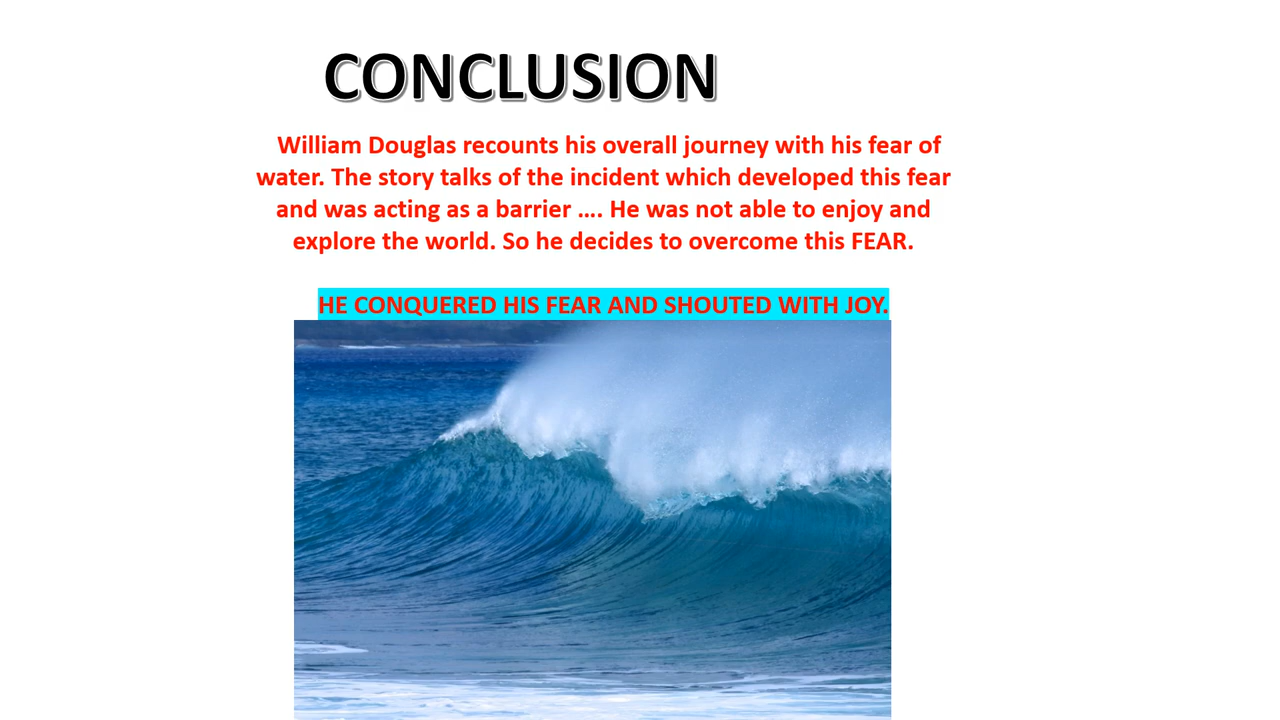 CONCLUSION
William Douglas recounts his overall journey with his fear of
water. The story talks of the incident which developed this fear
and was acting as a barrier .... He was not able to enjoy and
explore the world. So he decides to overcome this FEAR.
HE CONQUERED HIS FEAR AND SHOUTED WITH JOY.